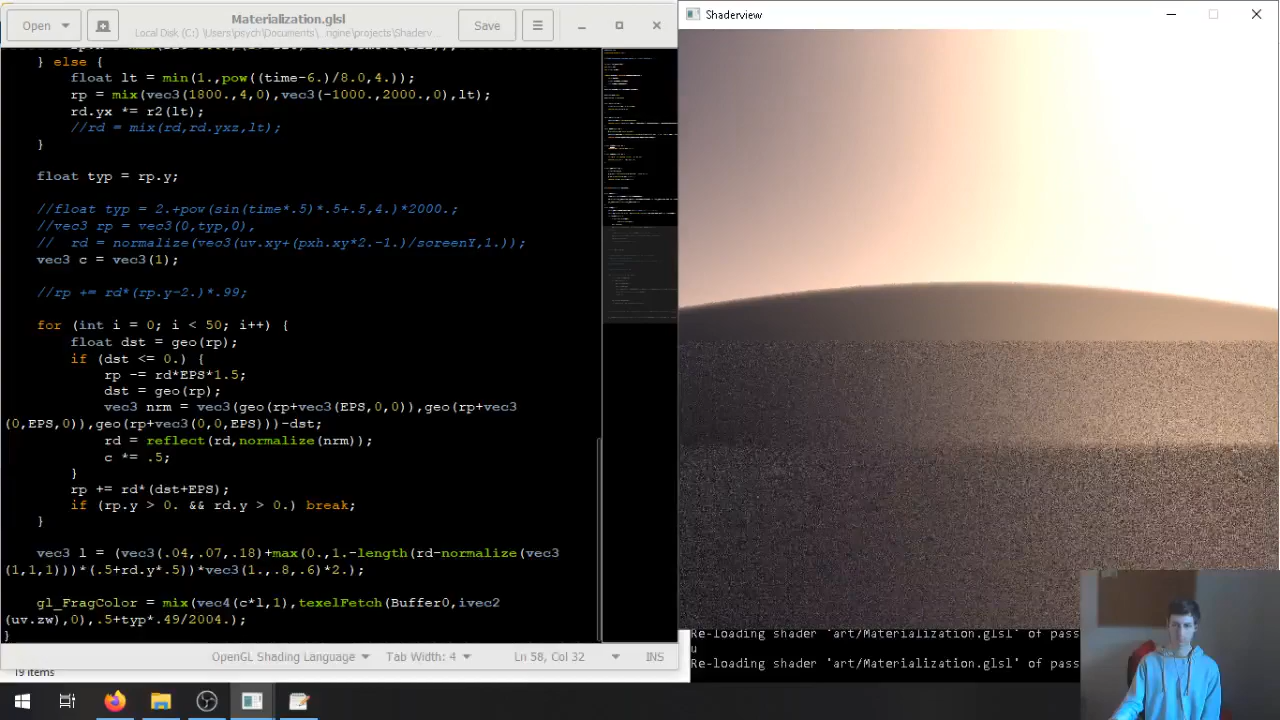 Open
Materialization.glsl
Local Disk (C:) \Users\psych\Documents\...ngine\projects\Shaderv...
Save
Shaderview
} else {
float lt = min(1.,pow((time-6.)/8.0,4.));
rp = mix(vec3(1800.,4,0),vec3(-1000.,2000.,0),lt);
rd.yx *= r2(lt);
//rd = mix(rd,rd.yxz,lt);
}
float typ = rp.y;
//float typ = 2.+pow(sin(time*.5)*.5+.5,4.)*2000.;
//vec3 rp = vec3(0,typ,0),
//  rd = normalize(vec3(uv.xy+(pxh.xy*2.-1.)/screenY,1.));
vec3 c = vec3(1);
//rp += rd*(rp.y-2.)*.99;
for (int i = 0; i < 50; i++) {
float dst = geo(rp);
if (dst <= 0.) {
rp -= rd*EPS*1.5;
dst = geo(rp);
vec3 nrm = vec3(geo(rp+vec3(EPS,0,0)),geo(rp+vec3
(0,EPS,0)),geo(rp+vec3(0,0,EPS)))-dst;
rd = reflect(rd,normalize(nrm));
c *= .5;
}
rp += rd*(dst+EPS);
if (rp.y > 0. && rd.y > 0.) break;
}
vec3 l = (vec3(.04,.07,.18)+max(0.,1.-length(rd-normalize(vec3
(1,1,1)))*(.5+rd.y*.5))*vec3(1.,.8,.6)*2.);
gl_FragColor = mix(vec4(c*l,1),texelFetch(Buffer0,ivec2
(uv.zw),0),.5+typ*.49/2004.);
}
OpenGL Shading Language
Tab Width: 4
Ln 58, Col 32
INS
19 items
Re-loading shader 'art/Materialization.glsl' of pass
u
Re-loading shader 'art/Materialization.glsl' of pass